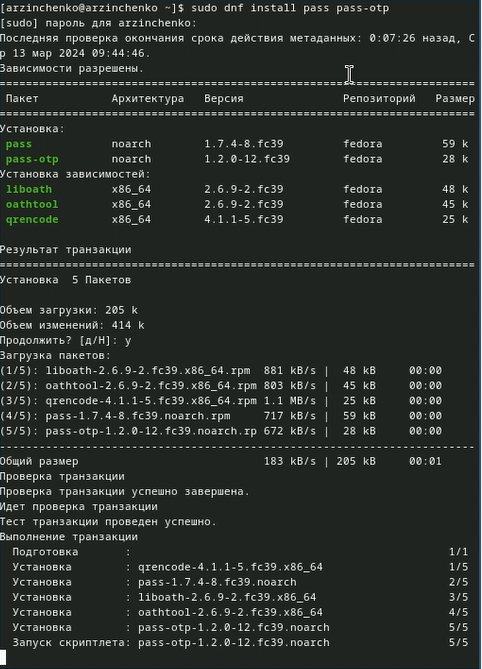 [arzinchenko@arzinchenko ~]$ sudo dnf install pass pass-otp
[sudo] пароль для arzinchenko:
Последняя проверка окончания срока действия метаданных: 0:07:26 назад, С
р 13 мар 2024 09:44:46.
Зависимости разрешены.
================================================================================
Пакет Архитектура Версия Репозиторий Размер
================================================================================
Установка:
pass noarch 1.7.4-8.fc39 fedora 59 k
pass-otp noarch 1.2.0-12.fc39 fedora 28 k
Установка зависимостей:
liboath x86_64 2.6.9-2.fc39 fedora 48 k
oathtool x86_64 2.6.9-2.fc39 fedora 45 k
qrencode x86_64 4.1.1-5.fc39 fedora 25 k
Результат транзакции
================================================================================
Установка 5 Пакетов
Объем загрузки: 205 k
Объем изменений: 414 k
Продолжить? [д/Н]: y
Загрузка пакетов:
(1/5): liboath-2.6.9-2.fc39.x86_64.rpm 881 kB/s | 48 kB 00:00
(2/5): oathtool-2.6.9-2.fc39.x86_64.rpm 803 kB/s | 45 kB 00:00
(3/5): qrencode-4.1.1-5.fc39.x86_64.rpm 1.1 MB/s | 25 kB 00:00
(4/5): pass-1.7.4-8.fc39.noarch.rpm 717 kB/s | 59 kB 00:00
(5/5): pass-otp-1.2.0-12.fc39.noarch.rp 672 kB/s | 28 kB 00:00
--------------------------------------------------------------------------------
Общий размер 183 kB/s | 205 kB 00:01
Проверка транзакции
Проверка транзакции успешно завершена.
Идет проверка транзакции
Тест транзакции проведен успешно.
Выполнение транзакции
Подготовка : 1/1
Установка : qrencode-4.1.1-5.fc39.x86_64 1/5
Установка : pass-1.7.4-8.fc39.noarch 2/5
Установка : liboath-2.6.9-2.fc39.x86_64 3/5
Установка : oathtool-2.6.9-2.fc39.x86_64 4/5
Установка : pass-otp-1.2.0-12.fc39.noarch 5/5
Запуск скриптлета: pass-otp-1.2.0-12.fc39.noarch 5/5